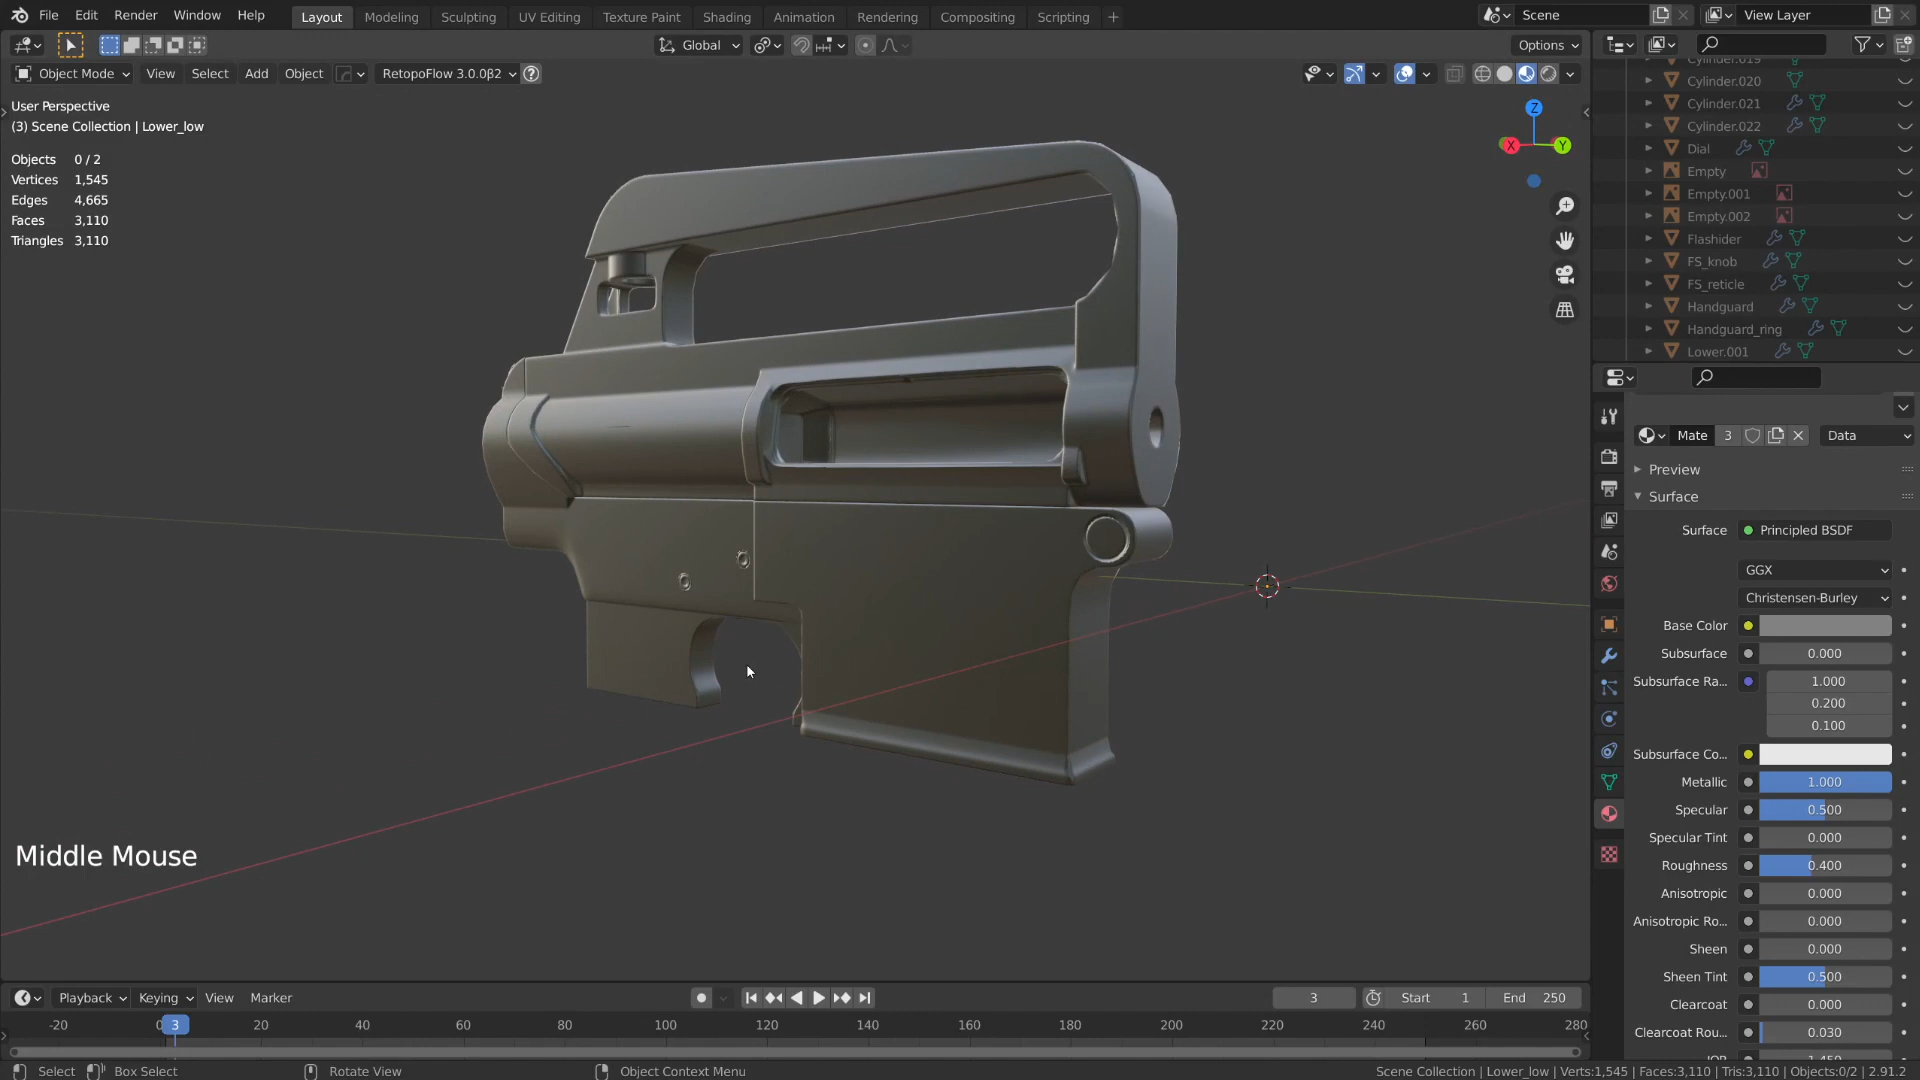 File Edit Render Window Help Layout Modeling Sculpting UV Editing Texture Paint Shading Animation Rendering Compositing Scripting + Scene View Layer
Global Options
Object Mode View Select Add Object RetopoFlow 3.0.0β2
User Perspective
(3) Scene Collection | Lower_low
Objects 0 / 2
Vertices 1,545
Edges 4,665
Faces 3,110
Triangles 3,110
Z
X Y
Cylinder.019
Cylinder.020
Cylinder.021
Cylinder.022
Dial
Empty
Empty.001
Empty.002
Flashider
FS_knob
FS_reticle
Handguard
Handguard_ring
Lower.001
Mate 3 Data
Preview
Surface
Surface Principled BSDF
GGX
Christensen-Burley
Base Color
Subsurface 0.000
Subsurface Ra... 1.000
0.200
0.100
Subsurface Co...
Metallic 1.000
Specular 0.500
Specular Tint 0.000
Roughness 0.400
Anisotropic 0.000
Anisotropic Ro... 0.000
Sheen 0.000
Sheen Tint 0.500
Clearcoat 0.000
Clearcoat Rou... 0.030
IOR 1.450
Middle Mouse
Playback Keying View Marker 3 Start 1 End 250
-20 0 3 20 40 60 80 100 120 140 160 180 200 220 240 260 280
Select Box Select Rotate View Object Context Menu Scene Collection | Lower_low | Verts:1,545 | Faces:3,110 | Tris:3,110 | Objects:0/2 | 2.91.2